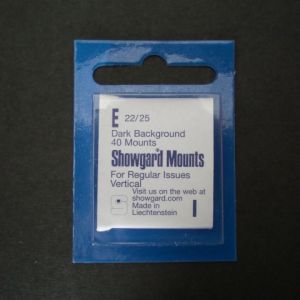 E 22/25
Dark Background
40 Mounts
Showgard Mounts
For Regular Issues
Vertical
Visit us on the web at
showgard.com
Made in
Liechtenstein